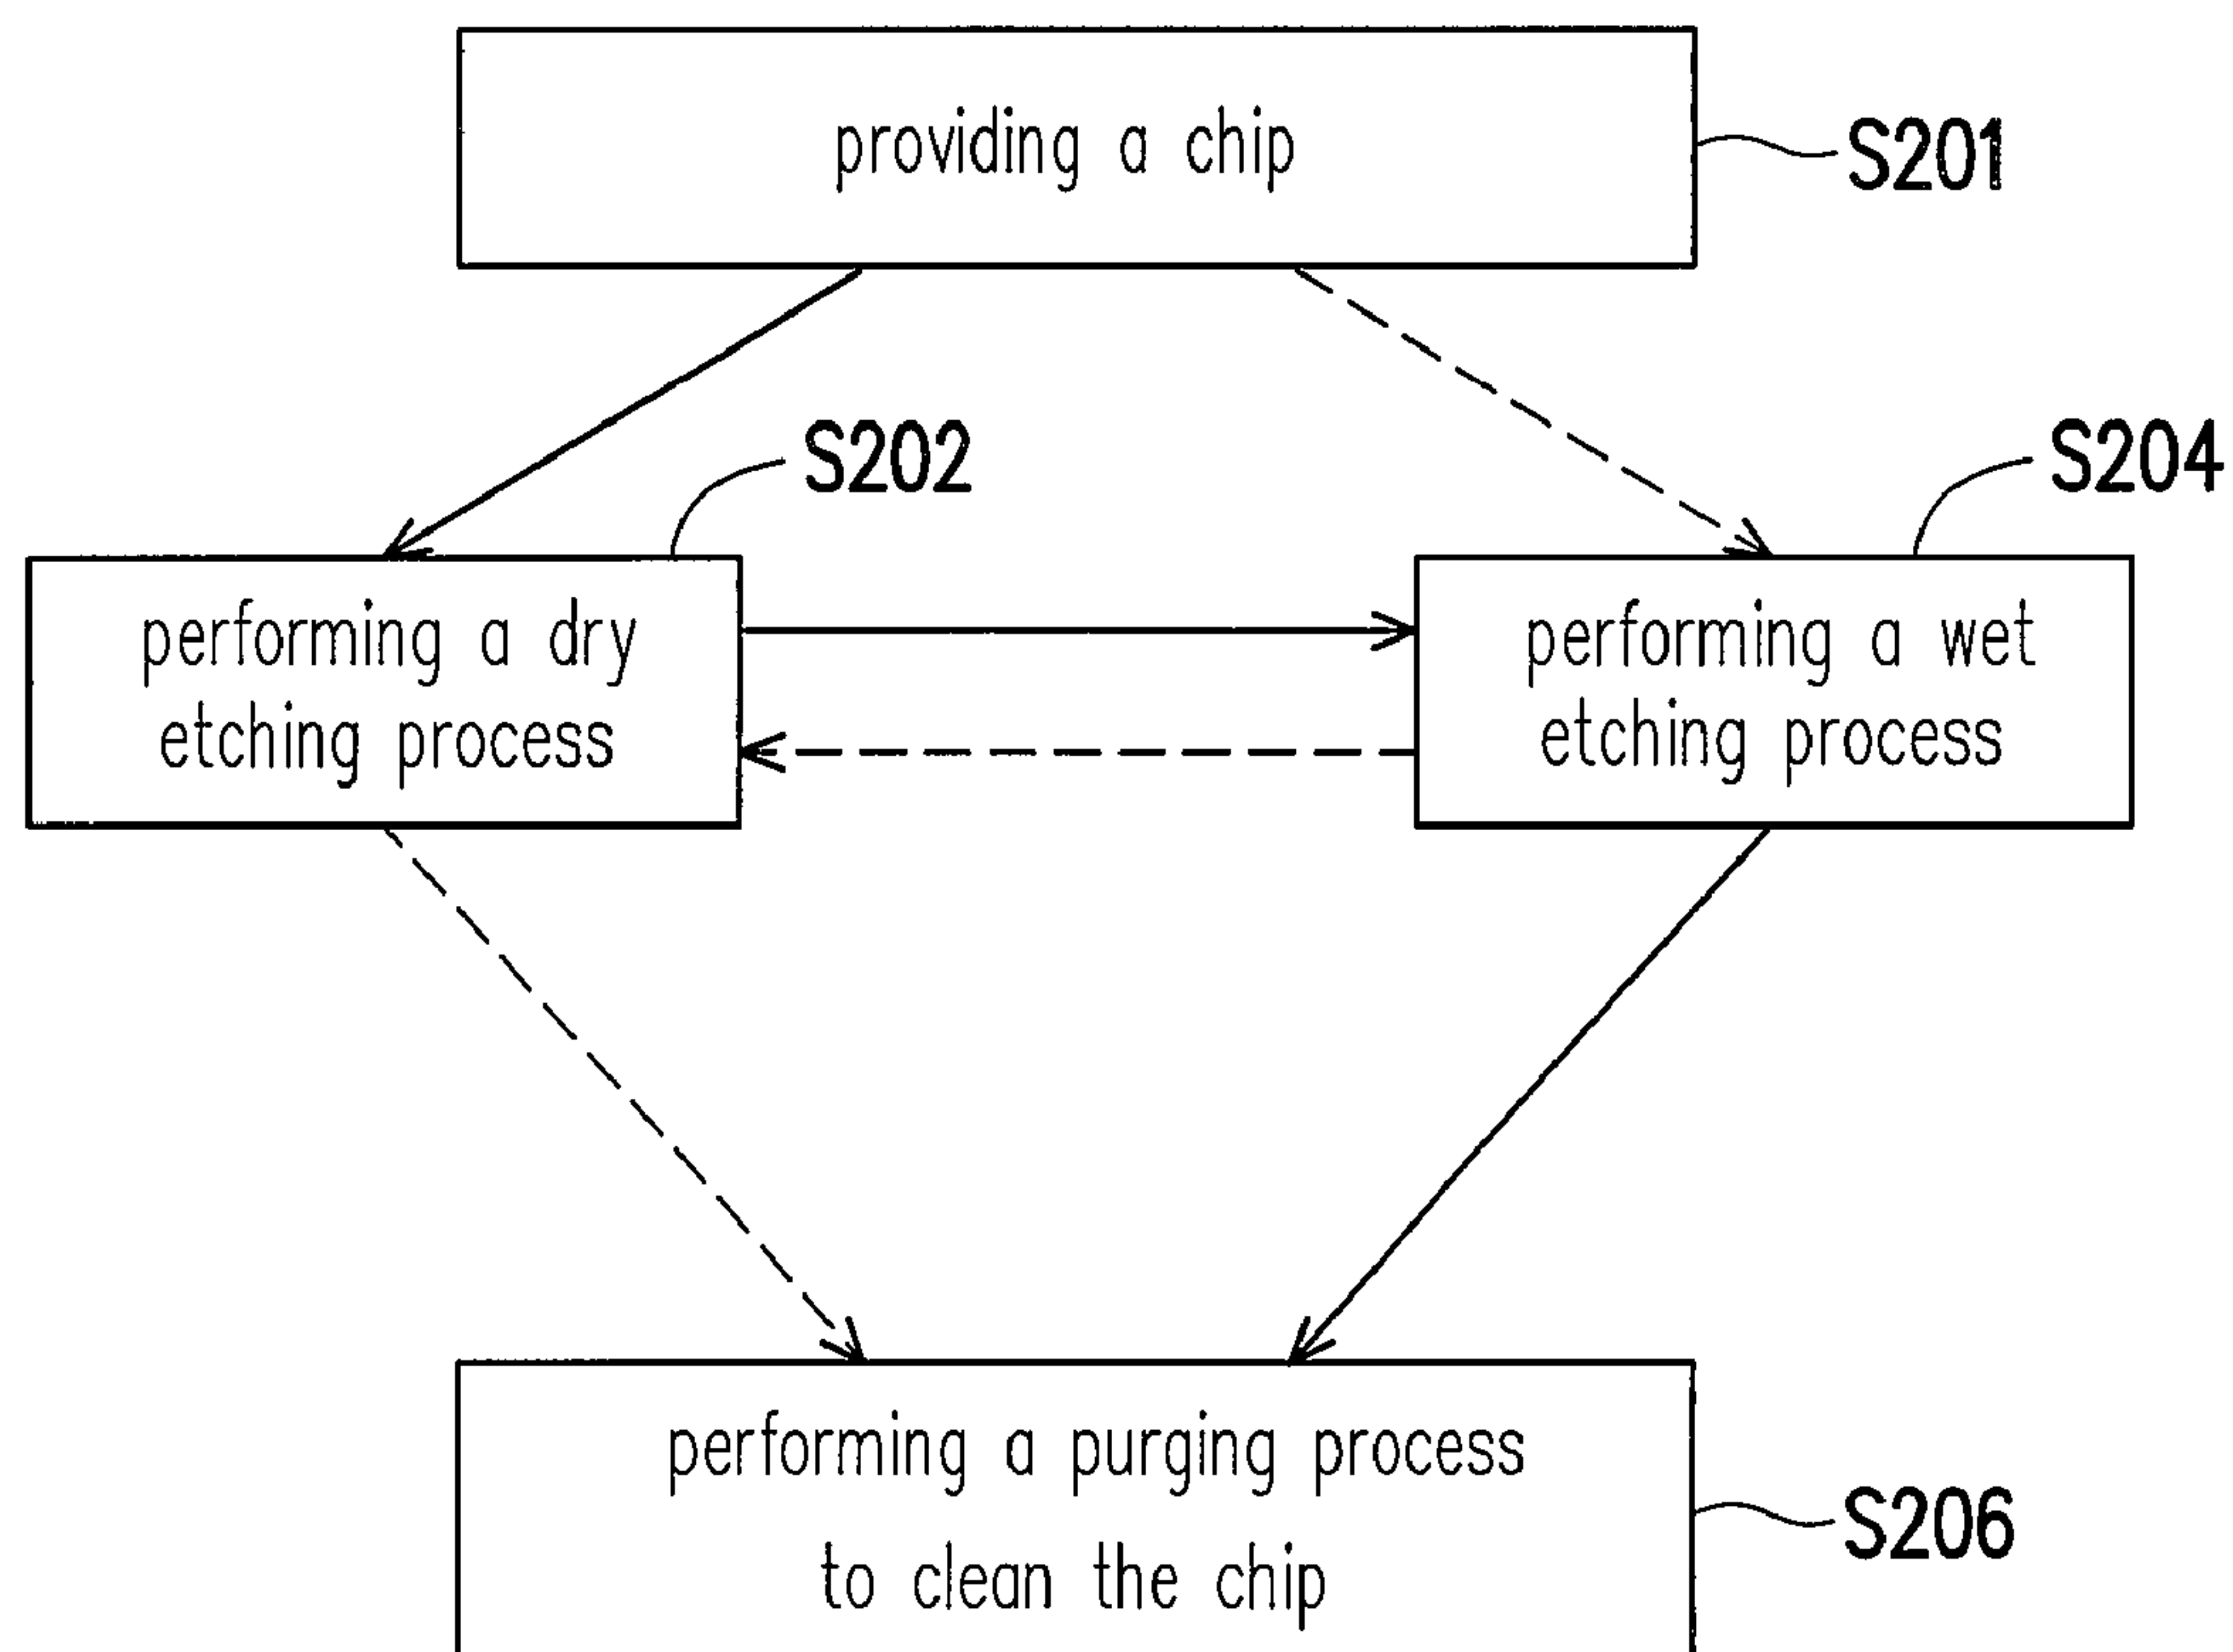 providing a chip
S201
S202
S204
performing a dry
etching process
performing a wet
etching process
performing a purging process
to clean the chip
S206